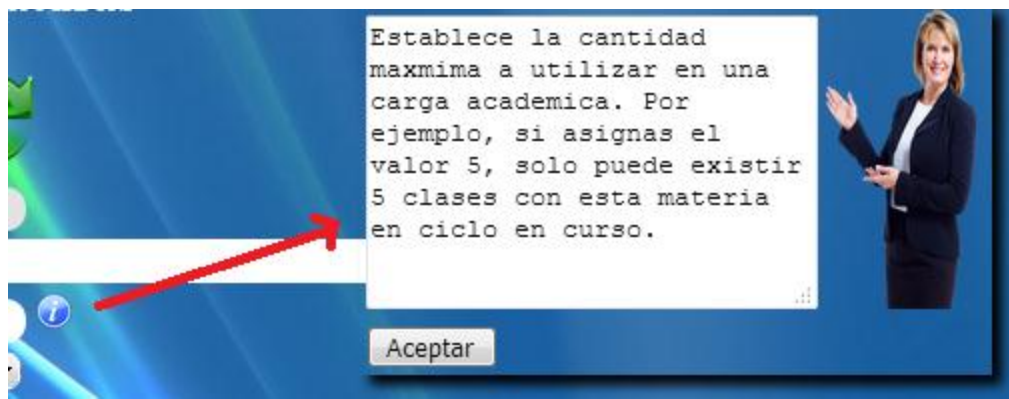 Establece la cantidad
maxmima a utilizar en una
carga academica. Por
ejemplo, si asignas el
valor 5, solo puede existir
5 clases con esta materia
en ciclo en curso.
i
Aceptar